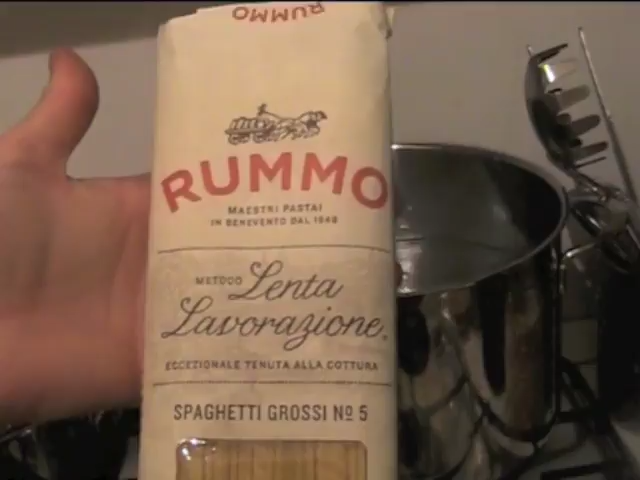 RUMMO
RUMMO
MAESTRI PASTAI
IN BENEVENTO DAL 1846
METODO Lenta
Lavorazione.
ECCEZIONALE TENUTA ALLA COTTURA
SPAGHETTI GROSSI Nº 5